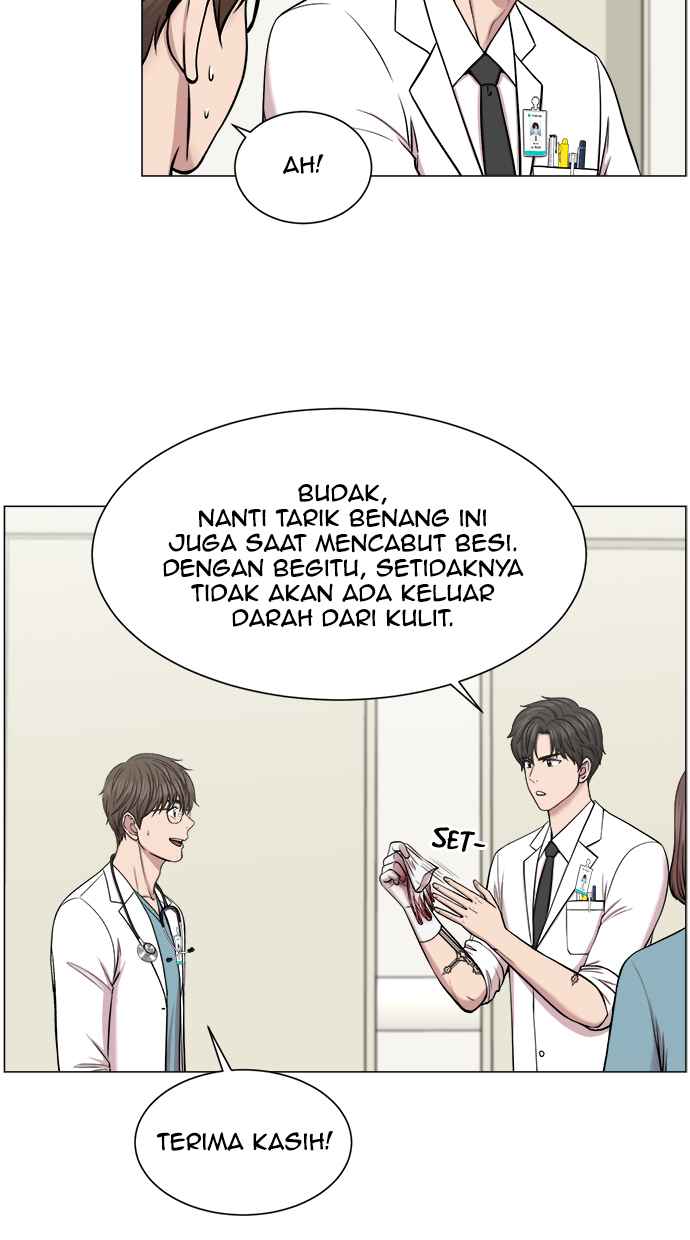 AH!
BUDAK,
NANTI TARIK BENANG INI
JUGA SAAT MENCABUT BESI.
DENGAN BEGITU, SETIDAKNYA
TIDAK AKAN ADA KELUAR
DARAH DARI KULIT.
SET-
TERIMA KASIH!